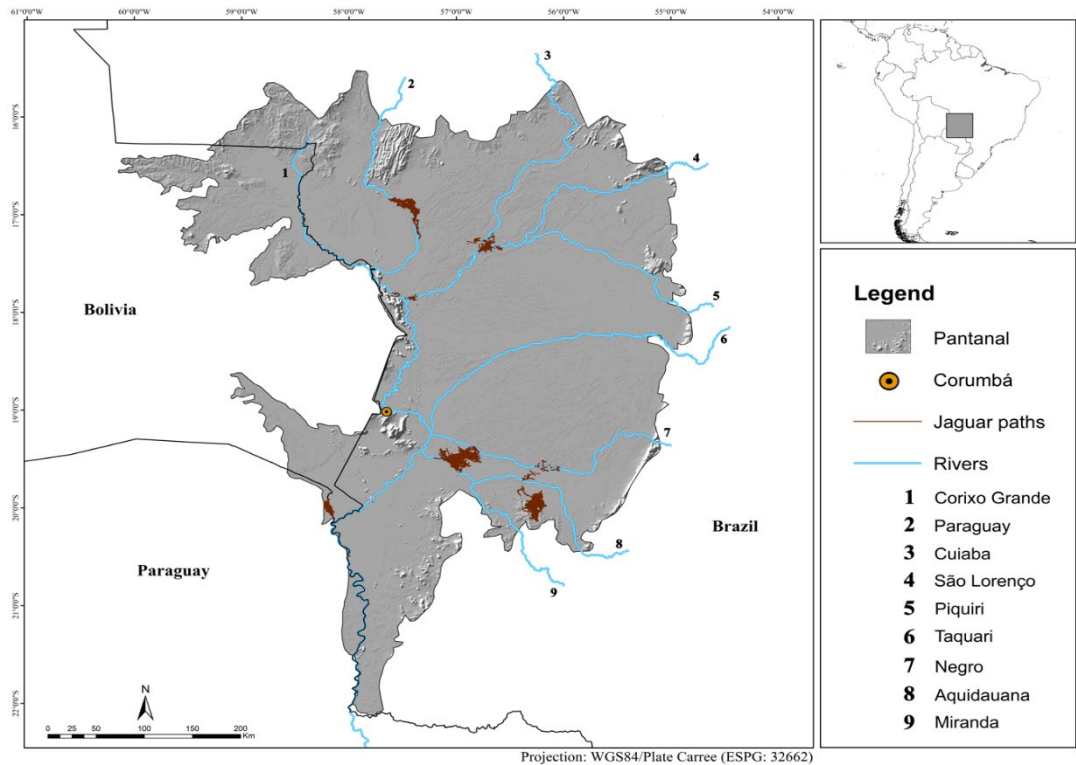 61°0'0"W 60°0'0"W 59°0'0"W 58°0'0"W 57°0'0"W 56°0'0"W 55°0'0"W 54°0'0"W
3
2
16°0'0"S
4
1
17°0'0"S
Bolivia
5
18°0'0"S
6
19°0'0"S
7
20°0'0"S
Brazil
8
Paraguay
9
21°0'0"S
N
22°0'0"S
0 25 50 100 150 200
Km
Projection: WGS84/Plate Carree (ESPG: 32662)
Legend
Pantanal
Corumbá
Jaguar paths
Rivers
1 Corixo Grande
2 Paraguay
3 Cuiaba
4 São Lorenço
5 Piquiri
6 Taquari
7 Negro
8 Aquidauana
9 Miranda